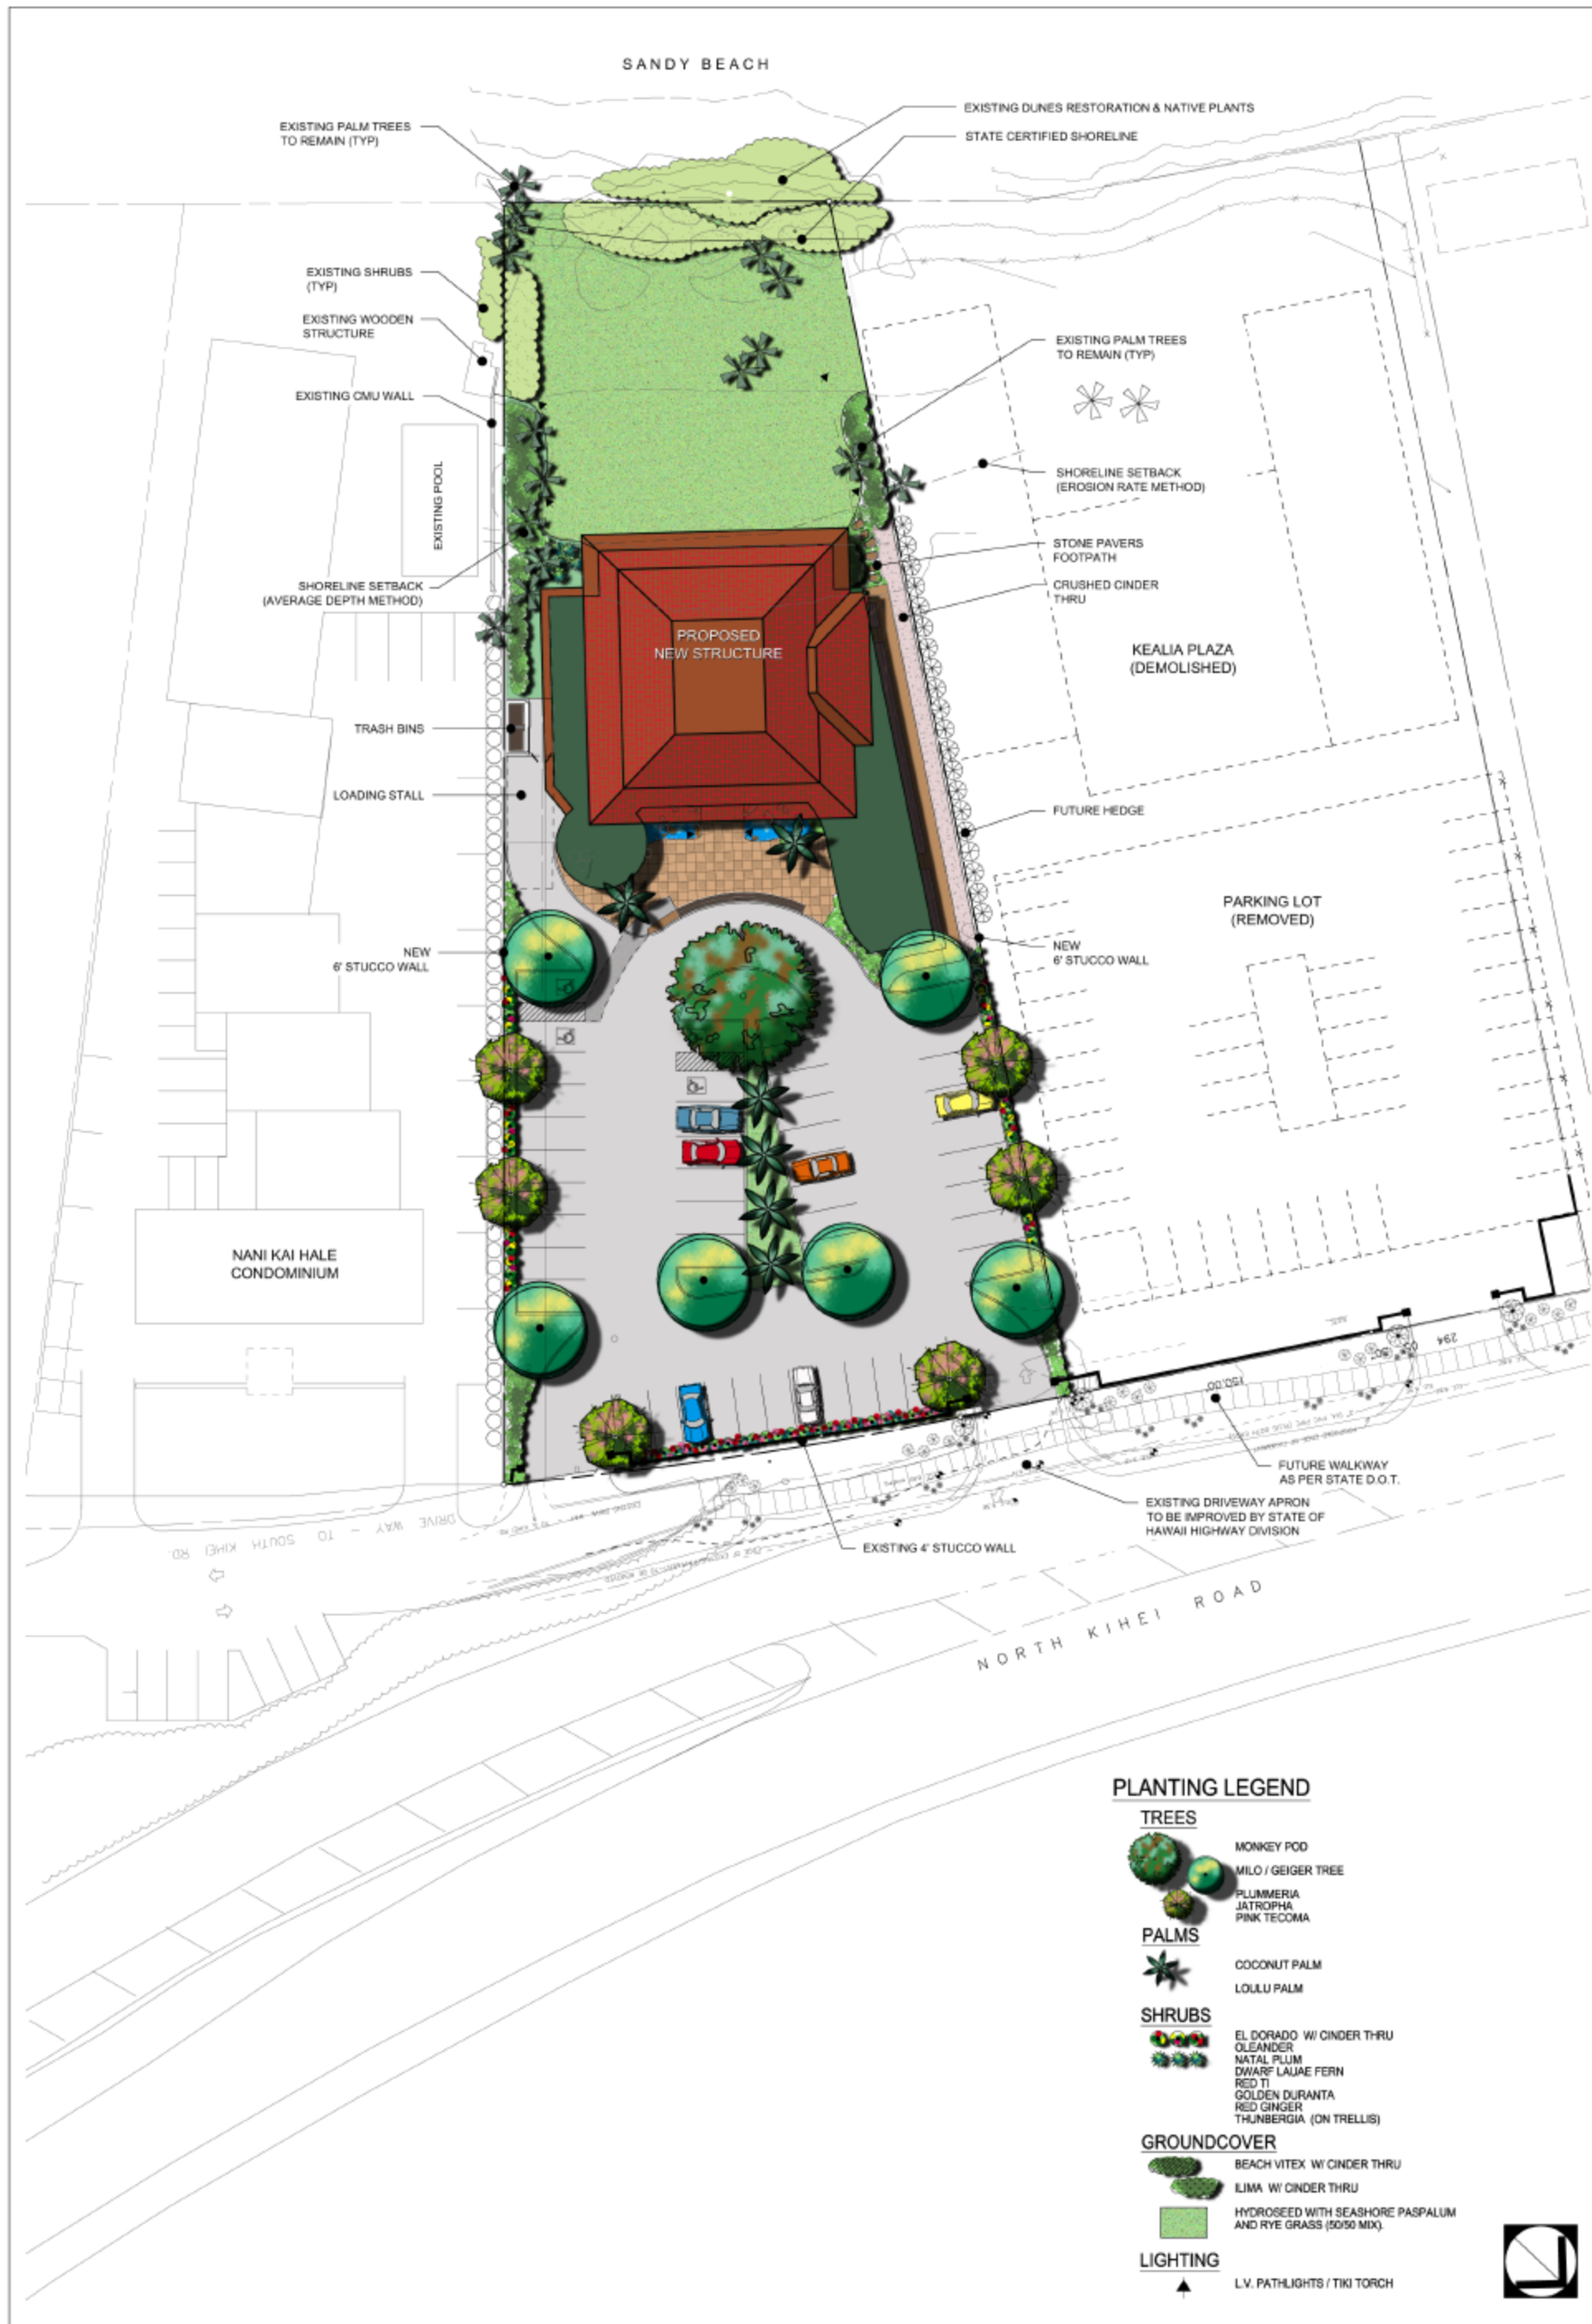 SANDY BEACH
EXISTING PALM TREES
TO REMAIN (TYP)
EXISTING DUNES RESTORATION & NATIVE PLANTS
STATE CERTIFIED SHORELINE
EXISTING SHRUBS
(TYP)
EXISTING WOODEN
STRUCTURE
EXISTING CMU WALL
EXISTING POOL
SHORELINE SETBACK
(AVERAGE DEPTH METHOD)
EXISTING PALM TREES
TO REMAIN (TYP)
SHORELINE SETBACK
(EROSION RATE METHOD)
STONE PAVERS
FOOTPATH
CRUSHED CINDER
THRU
PROPOSED
NEW STRUCTURE
KEALIA PLAZA
(DEMOLISHED)
TRASH BINS
LOADING STALL
FUTURE HEDGE
PARKING LOT
(REMOVED)
NEW
6' STUCCO WALL
NEW
6' STUCCO WALL
NANI KAI HALE
CONDOMINIUM
294
150.00
FUTURE WALKWAY
AS PER STATE D.O.T.
EXISTING DRIVEWAY APRON
TO BE IMPROVED BY STATE OF
HAWAII HIGHWAY DIVISION
EXISTING 4' STUCCO WALL
DRIVE WAY - TO SOUTH KIHEI RD.
NORTH KIHEI ROAD
PLANTING LEGEND
TREES
MONKEY POD
MILO / GEIGER TREE
PLUMMERIA
JATROPHA
PINK TECOMA
PALMS
COCONUT PALM
LOULU PALM
SHRUBS
EL DORADO W/ CINDER THRU
OLEANDER
NATAL PLUM
DWARF LAUAE FERN
RED TI
GOLDEN DURANTA
RED GINGER
THUNBERGIA (ON TRELLIS)
GROUNDCOVER
BEACH VITEX W/ CINDER THRU
ILIMA W/ CINDER THRU
HYDROSEED WITH SEASHORE PASPALUM
AND RYE GRASS (50/50 MIX).
LIGHTING
L.V. PATHLIGHTS / TIKI TORCH